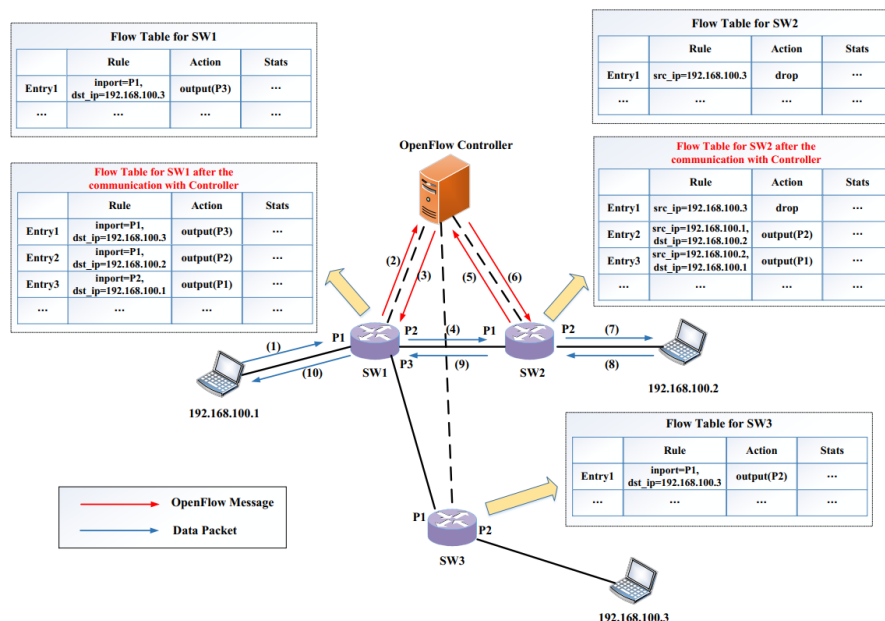 Flow Table for SW1
Rule Action Stats
Entry1 inport=P1, dst_ip=192.168.100.3 output(P3) ...
... ... ... ...
Flow Table for SW2
Rule Action Stats
Entry1 src_ip=192.168.100.3 drop ...
... ... ... ...
OpenFlow Controller
Flow Table for SW1 after the
communication with Controller
Rule Action Stats
Entry1 inport=P1, dst_ip=192.168.100.3 output(P3) ...
Entry2 inport=P1, dst_ip=192.168.100.2 output(P2) ...
Entry3 inport=P2, dst_ip=192.168.100.1 output(P1) ...
... ... ... ...
Flow Table for SW2 after the
communication with Controller
Rule Action Stats
Entry1 src_ip=192.168.100.3 drop ...
Entry2 src_ip=192.168.100.1, dst_ip=192.168.100.2 output(P2) ...
Entry3 src_ip=192.168.100.2, dst_ip=192.168.100.1 output(P1) ...
... ... ...
(2) (3) (5) (6)
(1) P1 P2 (4) P1 P2 (7)
(10) SW1 P3 (9) SW2 (8)
192.168.100.1
192.168.100.2
Flow Table for SW3
Rule Action Stats
Entry1 inport=P1, dst_ip=192.168.100.3 output(P2) ...
... ... ... ...
OpenFlow Message
Data Packet
P1 P2
SW3
192.168.100.3